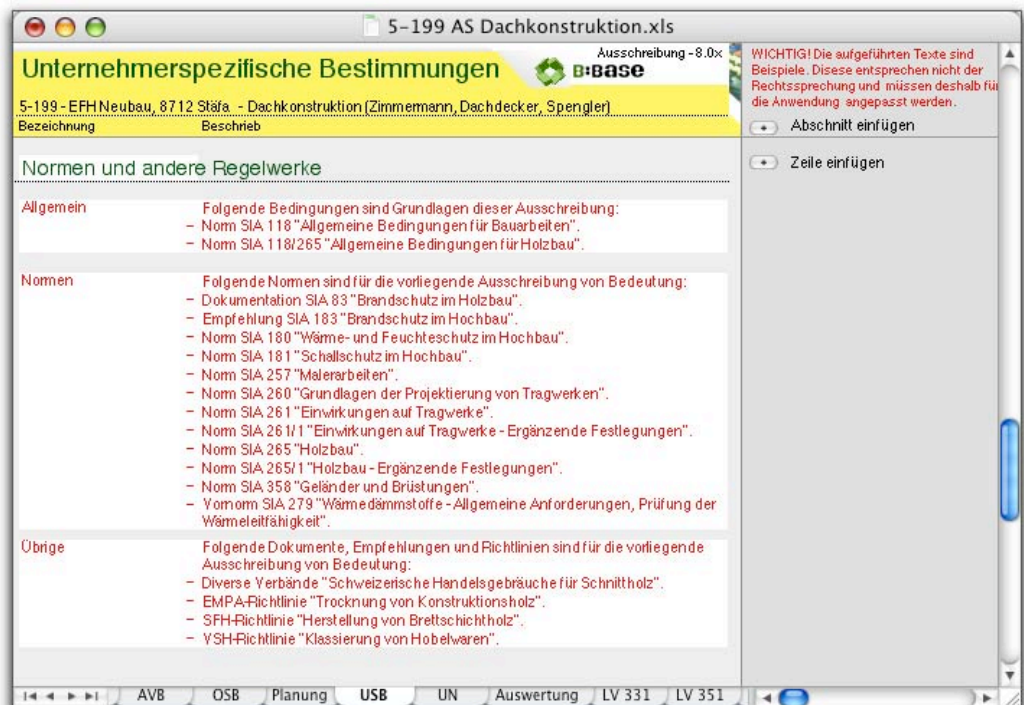 5-199 AS Dachkonstruktion.xls
Unternehmerspezifische Bestimmungen
Ausschreibung - 8.0x
B:BASE
5-199 - EFH Neubau, 8712 Stäfa - Dachkonstruktion (Zimmermann, Dachdecker, Spengler)
Bezeichnung Beschrieb
WICHTIG! Die aufgeführten Texte sind
Beispiele. Disese entsprechen nicht der
Rechtssprechung und müssen deshalb für
die Anwendung angepasst werden.
+ Abschnitt einfügen
+ Zeile einfügen
Normen und andere Regelwerke
Allgemein Folgende Bedingungen sind Grundlagen dieser Ausschreibung:
- Norm SIA 118 "Allgemeine Bedingungen für Bauarbeiten".
- Norm SIA 118/265 "Allgemeine Bedingungen für Holzbau".
Normen Folgende Normen sind für die vorliegende Ausschreibung von Bedeutung:
- Dokumentation SIA 83 "Brandschutz im Holzbau".
- Empfehlung SIA 183 "Brandschutz im Hochbau".
- Norm SIA 180 "Wärme- und Feuchteschutz im Hochbau".
- Norm SIA 181 "Schallschutz im Hochbau".
- Norm SIA 257 "Malerarbeiten".
- Norm SIA 260 "Grundlagen der Projektierung von Tragwerken".
- Norm SIA 261 "Einwirkungen auf Tragwerke".
- Norm SIA 261/1 "Einwirkungen auf Tragwerke - Ergänzende Festlegungen".
- Norm SIA 265 "Holzbau".
- Norm SIA 265/1 "Holzbau - Ergänzende Festlegungen".
- Norm SIA 358 "Geländer und Brüstungen".
- Vornorm SIA 279 "Wärmedämmstoffe - Allgemeine Anforderungen, Prüfung der
Wärmeleitfähigkeit".
Übrige Folgende Dokumente, Empfehlungen und Richtlinien sind für die vorliegende
Ausschreibung von Bedeutung:
- Diverse Verbände "Schweizerische Handelsgebräuche für Schnittholz".
- EMPA-Richtlinie "Trocknung von Konstruktionsholz".
- SFH-Richtlinie "Herstellung von Brettschichtholz".
- VSH-Richtlinie "Klassierung von Hobelwaren".
AVB OSB Planung USB UN Auswertung LV 331 LV 351